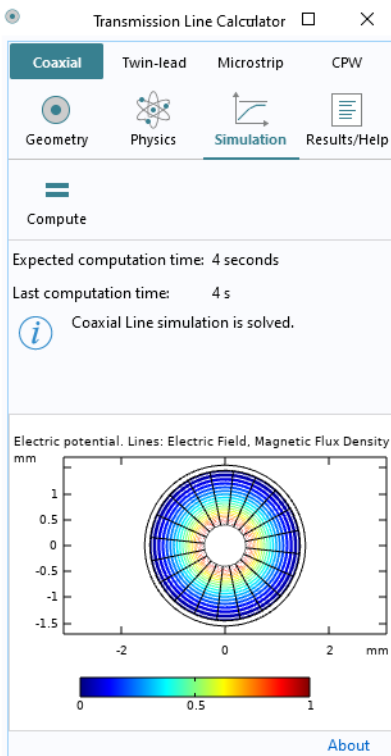 Transmission Line Calculator
Coaxial Twin-lead Microstrip CPW
Geometry Physics Simulation Results/Help
Compute
Expected computation time: 4 seconds
Last computation time: 4 s
Coaxial Line simulation is solved.
Electric potential. Lines: Electric Field, Magnetic Flux Density
mm
1
0.5
0
-0.5
-1
-1.5
-2 0 2 mm
0 0.5 1
About